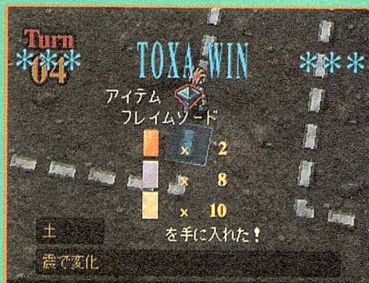 Turn
04
TOXA WIN
アイテム
フレイムソード
× 2
× 8
× 10
を手に入れた!
土
震で変化